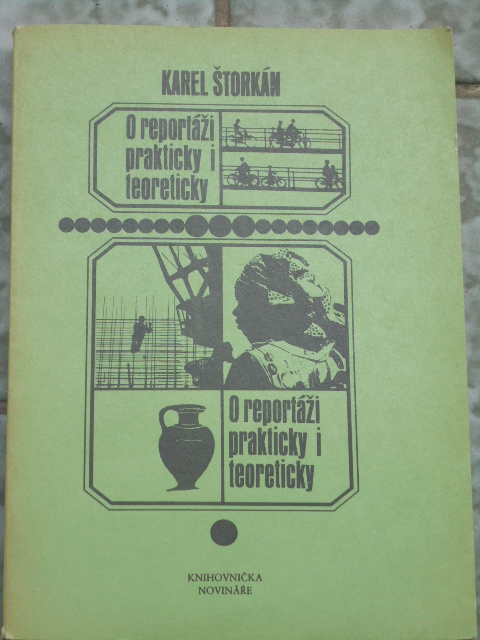 KAREL ŠTORKÁN
O reportáži
prakticky i
teoreticky
O reportáži
prakticky i
teoreticky
KNIHOVNIČKA
NOVINÁŘE